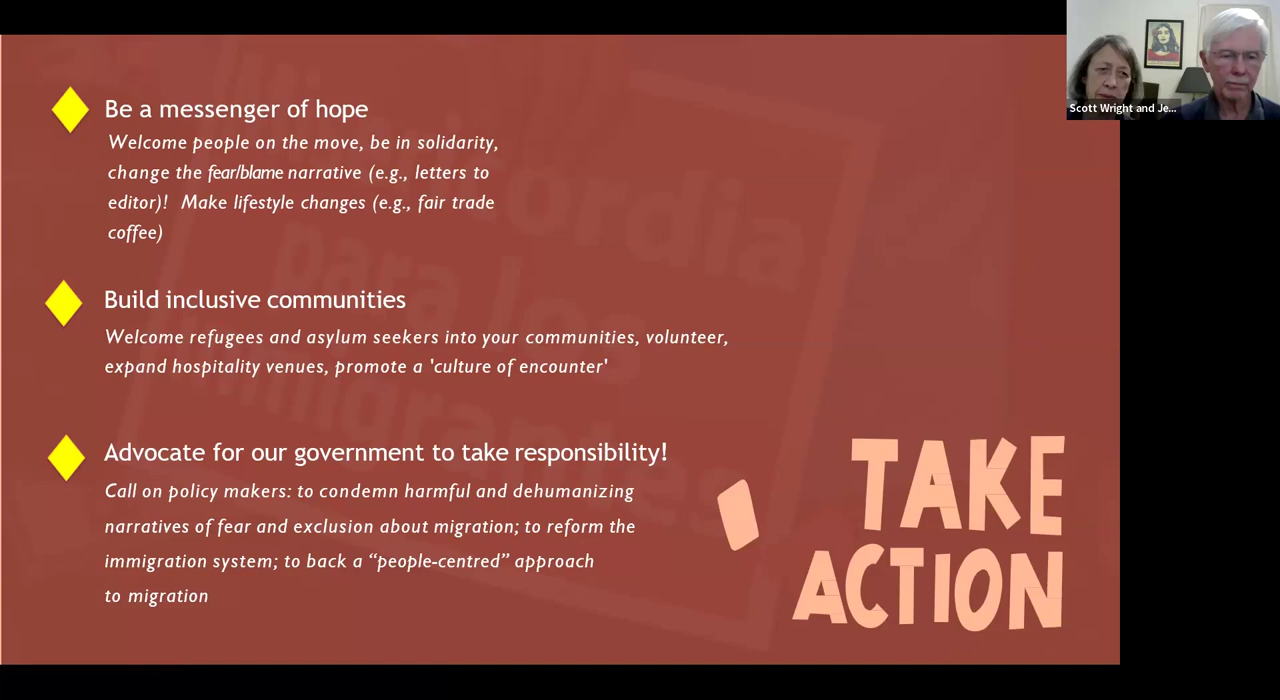 Be a messenger of hope
Welcome people on the move, be in solidarity,
change the fear/blame narrative (e.g., letters to
editor)!  Make lifestyle changes (e.g., fair trade
coffee)
Build inclusive communities
Welcome refugees and asylum seekers into your communities, volunteer,
expand hospitality venues, promote a 'culture of encounter'
Advocate for our government to take responsibility!
Call on policy makers: to condemn harmful and dehumanizing
narratives of fear and exclusion about migration; to reform the
immigration system; to back a “people-centred” approach
to migration
TAKE
ACTION
Scott Wright and Je...
para los